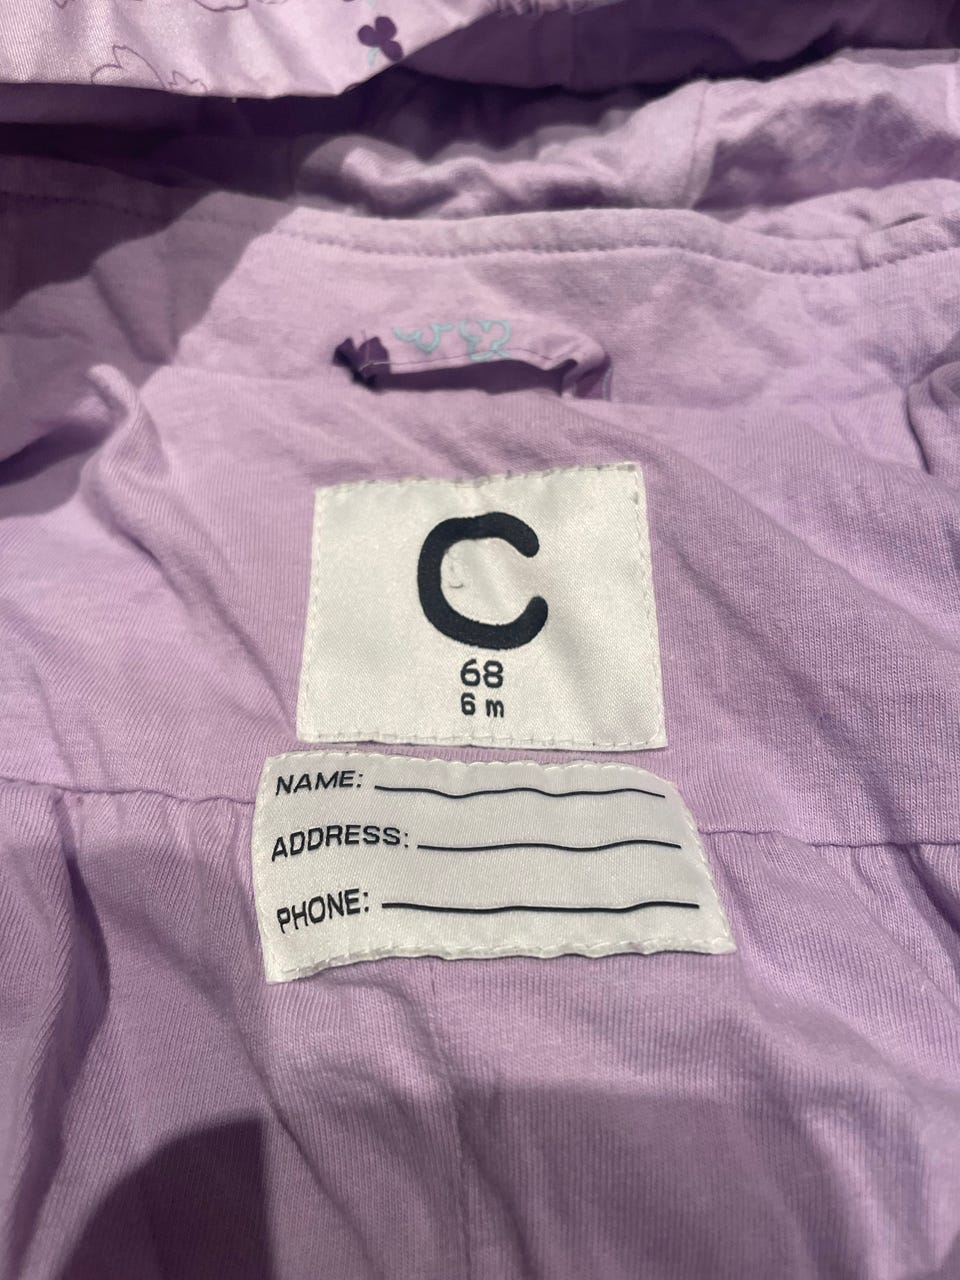 C
68
6 m
NAME:
ADDRESS:
PHONE: